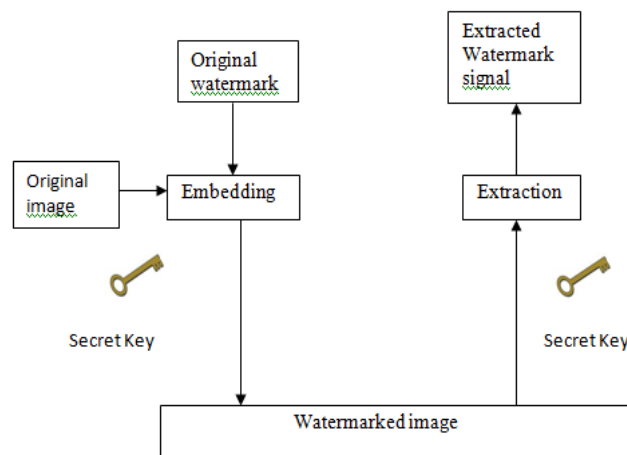 Original
watermark
Extracted
Watermark
signal
Original
image
Embedding
Extraction
Secret Key
Secret Key
Watermarked image